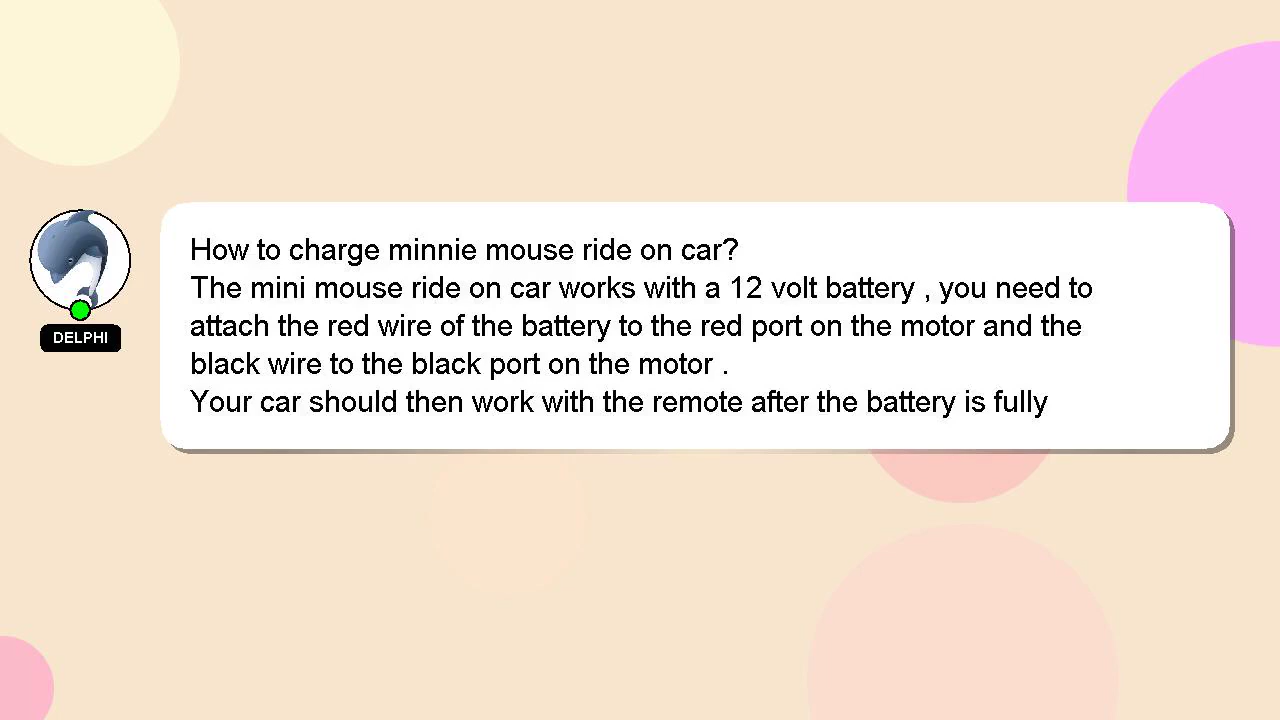 How to charge minnie mouse ride on car?
The mini mouse ride on car works with a 12 volt battery , you need to
attach the red wire of the battery to the red port on the motor and the
black wire to the black port on the motor .
Your car should then work with the remote after the battery is fully
DELPHI